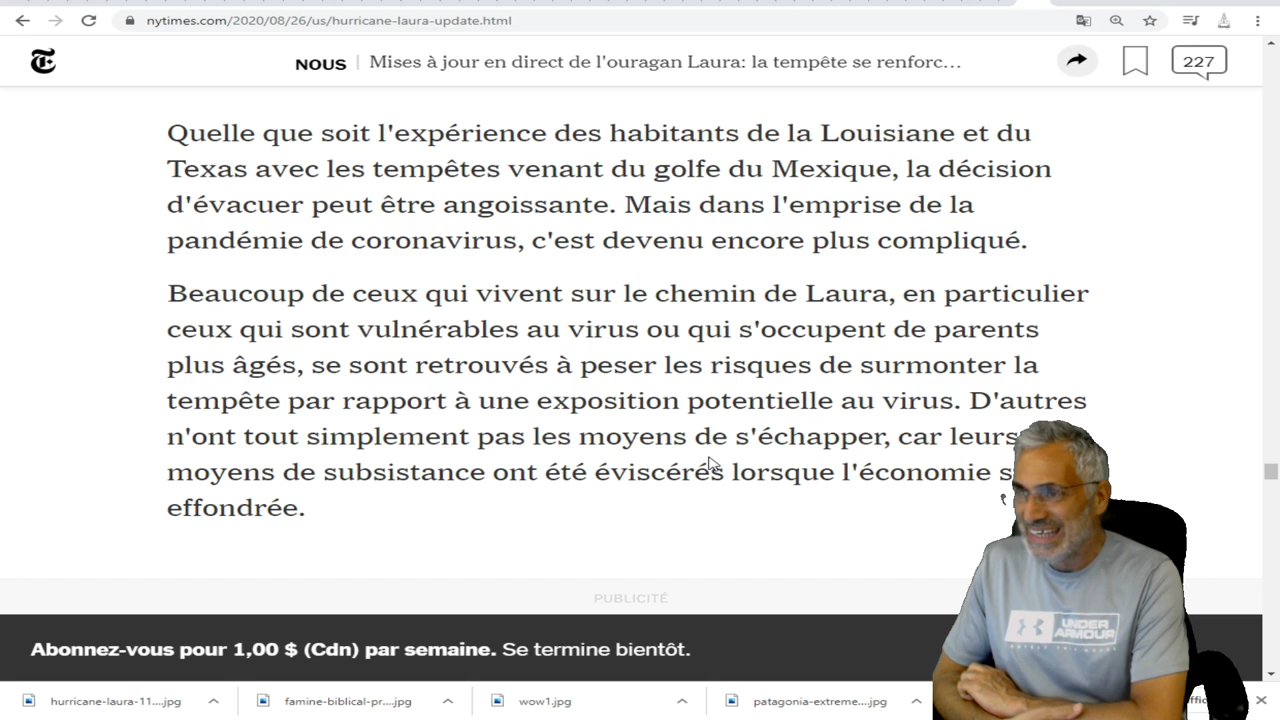 nytimes.com/2020/08/26/us/hurricane-laura-update.html
NOUS | Mises à jour en direct de l'ouragan Laura: la tempête se renforc... 227
Quelle que soit l'expérience des habitants de la Louisiane et du
Texas avec les tempêtes venant du golfe du Mexique, la décision
d'évacuer peut être angoissante. Mais dans l'emprise de la
pandémie de coronavirus, c'est devenu encore plus compliqué.
Beaucoup de ceux qui vivent sur le chemin de Laura, en particulier
ceux qui sont vulnérables au virus ou qui s'occupent de parents
plus âgés, se sont retrouvés à peser les risques de surmonter la
tempête par rapport à une exposition potentielle au virus. D'autres
n'ont tout simplement pas les moyens de s'échapper, car leurs
moyens de subsistance ont été éviscérés lorsque l'économie
effondrée.
PUBLICITÉ
Abonnez-vous pour 1,00 $ (Cdn) par semaine. Se termine bientôt.
UNDER
ARMOUR
hurricane-laura-11....jpg famine-biblical-pr....jpg wow1.jpg patagonia-extreme....jpg